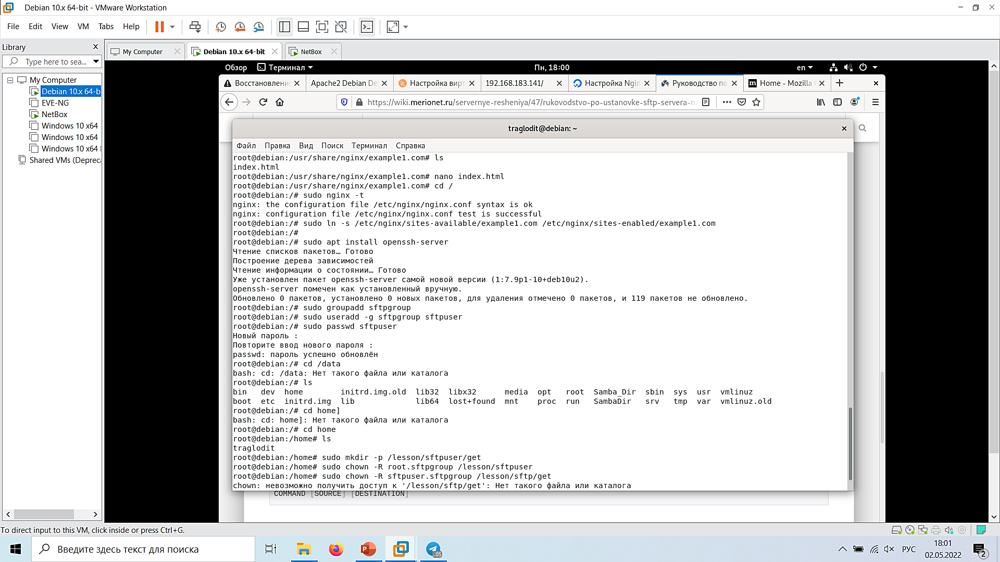 Debian 10.x 64-bit - VMware Workstation
File Edit View VM Tabs Help
Library
Type here to sea...
My Computer
Debian 10.x 64-b
EVE-NG
NetBox
Windows 10 x64
Windows 10 x64
Windows 10 x64
Shared VMs (Depreca
My Computer Debian 10.x 64-bit NetBox
Обзор Терминал Пн, 18:00 en
Восстановление Apache2 Debian De Настройка вирт 192.168.183.141/ Настройка Ngin Руководство по Home - Mozilla
https://wiki.merionet.ru/servernye-resheniya/47/rukovodstvo-po-ustanovke-sftp-servera-n
traglodit@debian: ~
Файл Правка Вид Поиск Терминал Справка
root@debian:/usr/share/nginx/example1.com# ls
index.html
root@debian:/usr/share/nginx/example1.com# nano index.html
root@debian:/usr/share/nginx/example1.com# cd /
root@debian:/# sudo nginx -t
nginx: the configuration file /etc/nginx/nginx.conf syntax is ok
nginx: configuration file /etc/nginx/nginx.conf test is successful
root@debian:/# sudo ln -s /etc/nginx/sites-available/example1.com /etc/nginx/sites-enabled/example1.com
root@debian:/#
root@debian:/# sudo apt install openssh-server
Чтение списков пакетов… Готово
Построение дерева зависимостей
Чтение информации о состоянии… Готово
Уже установлен пакет openssh-server самой новой версии (1:7.9p1-10+deb10u2).
openssh-server помечен как установленный вручную.
Обновлено 0 пакетов, установлено 0 новых пакетов, для удаления отмечено 0 пакетов, и 119 пакетов не обновлено.
root@debian:/# sudo groupadd sftpgroup
root@debian:/# sudo useradd -g sftpgroup sftpuser
root@debian:/# sudo passwd sftpuser
Новый пароль :
Повторите ввод нового пароля :
passwd: пароль успешно обновлён
root@debian:/# cd /data
bash: cd: /data: Нет такого файла или каталога
root@debian:/# ls
bin dev home initrd.img.old lib32 libx32 media opt root Samba_Dir sbin sys usr vmlinuz
boot etc initrd.img lib lib64 lost+found mnt proc run SambaDir srv tmp var vmlinuz.old
root@debian:/# cd home]
bash: cd: home]: Нет такого файла или каталога
root@debian:/# cd home
root@debian:/home# ls
traglodit
root@debian:/home# sudo mkdir -p /lesson/sftpuser/get
root@debian:/home# sudo chown -R root.sftpgroup /lesson/sftpuser
root@debian:/home# sudo chown -R sftpuser.sftpgroup /lesson/sftp/get
chown: невозможно получить доступ к '/lesson/sftp/get': Нет такого файла или каталога
COMMAND [SOURCE] [DESTINATION]
To direct input to this VM, click inside or press Ctrl+G.
Введите здесь текст для поиска
..05
РУС
18:01
02.05.2022
2